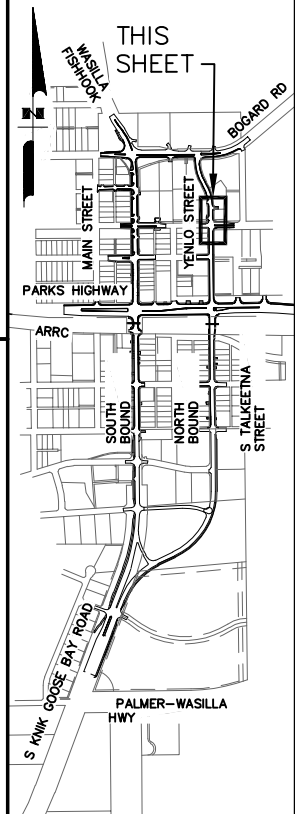 THIS
SHEET
WASILLA
FISHHOOK
BOGARD RD
N
MAIN STREET
YENLO STREET
PARKS HIGHWAY
ARRC
SOUTH
BOUND
NORTH
BOUND
S TALKEETNA
STREET
S KNIK GOOSE BAY ROAD
PALMER-WASILLA
HWY